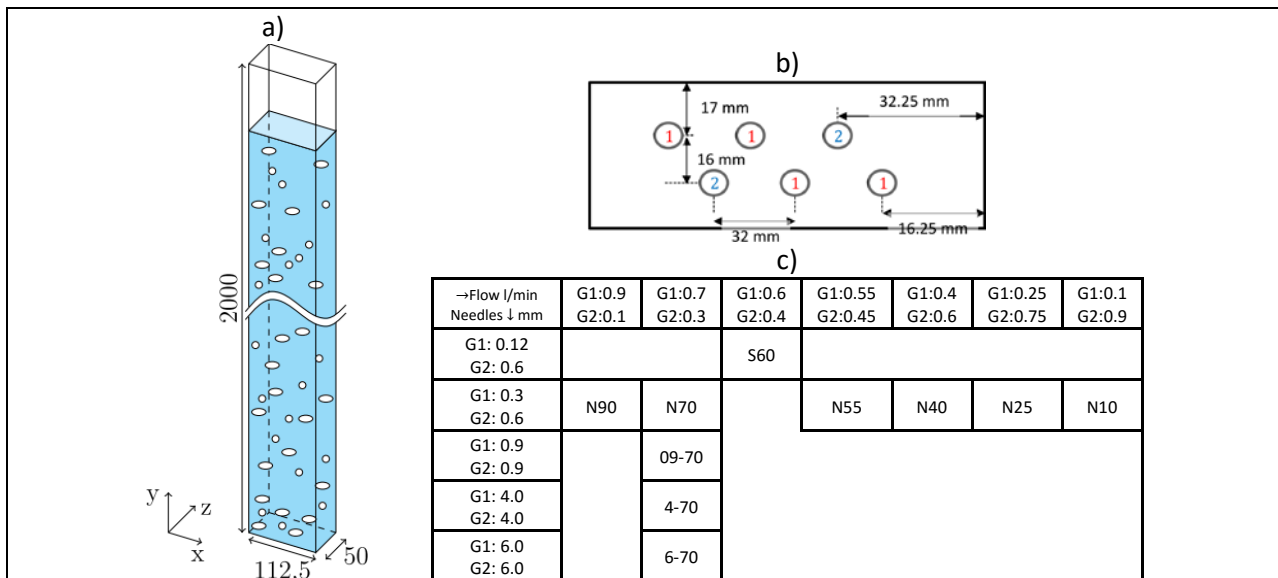 a)
2000
y
z
x
112.5
50
b)
17 mm
32.25 mm
1
1
2
16 mm
2
1
1
32 mm
16.25 mm
c)
→Flow l/min
Needles ↓ mm
G1:0.9
G2:0.1
G1:0.7
G2:0.3
G1:0.6
G2:0.4
G1:0.55
G2:0.45
G1:0.4
G2:0.6
G1:0.25
G2:0.75
G1:0.1
G2:0.9
G1: 0.12
G2: 0.6
S60
G1: 0.3
G2: 0.6
N90
N70
N55
N40
N25
N10
G1: 0.9
G2: 0.9
09-70
G1: 4.0
G2: 4.0
4-70
G1: 6.0
G2: 6.0
6-70